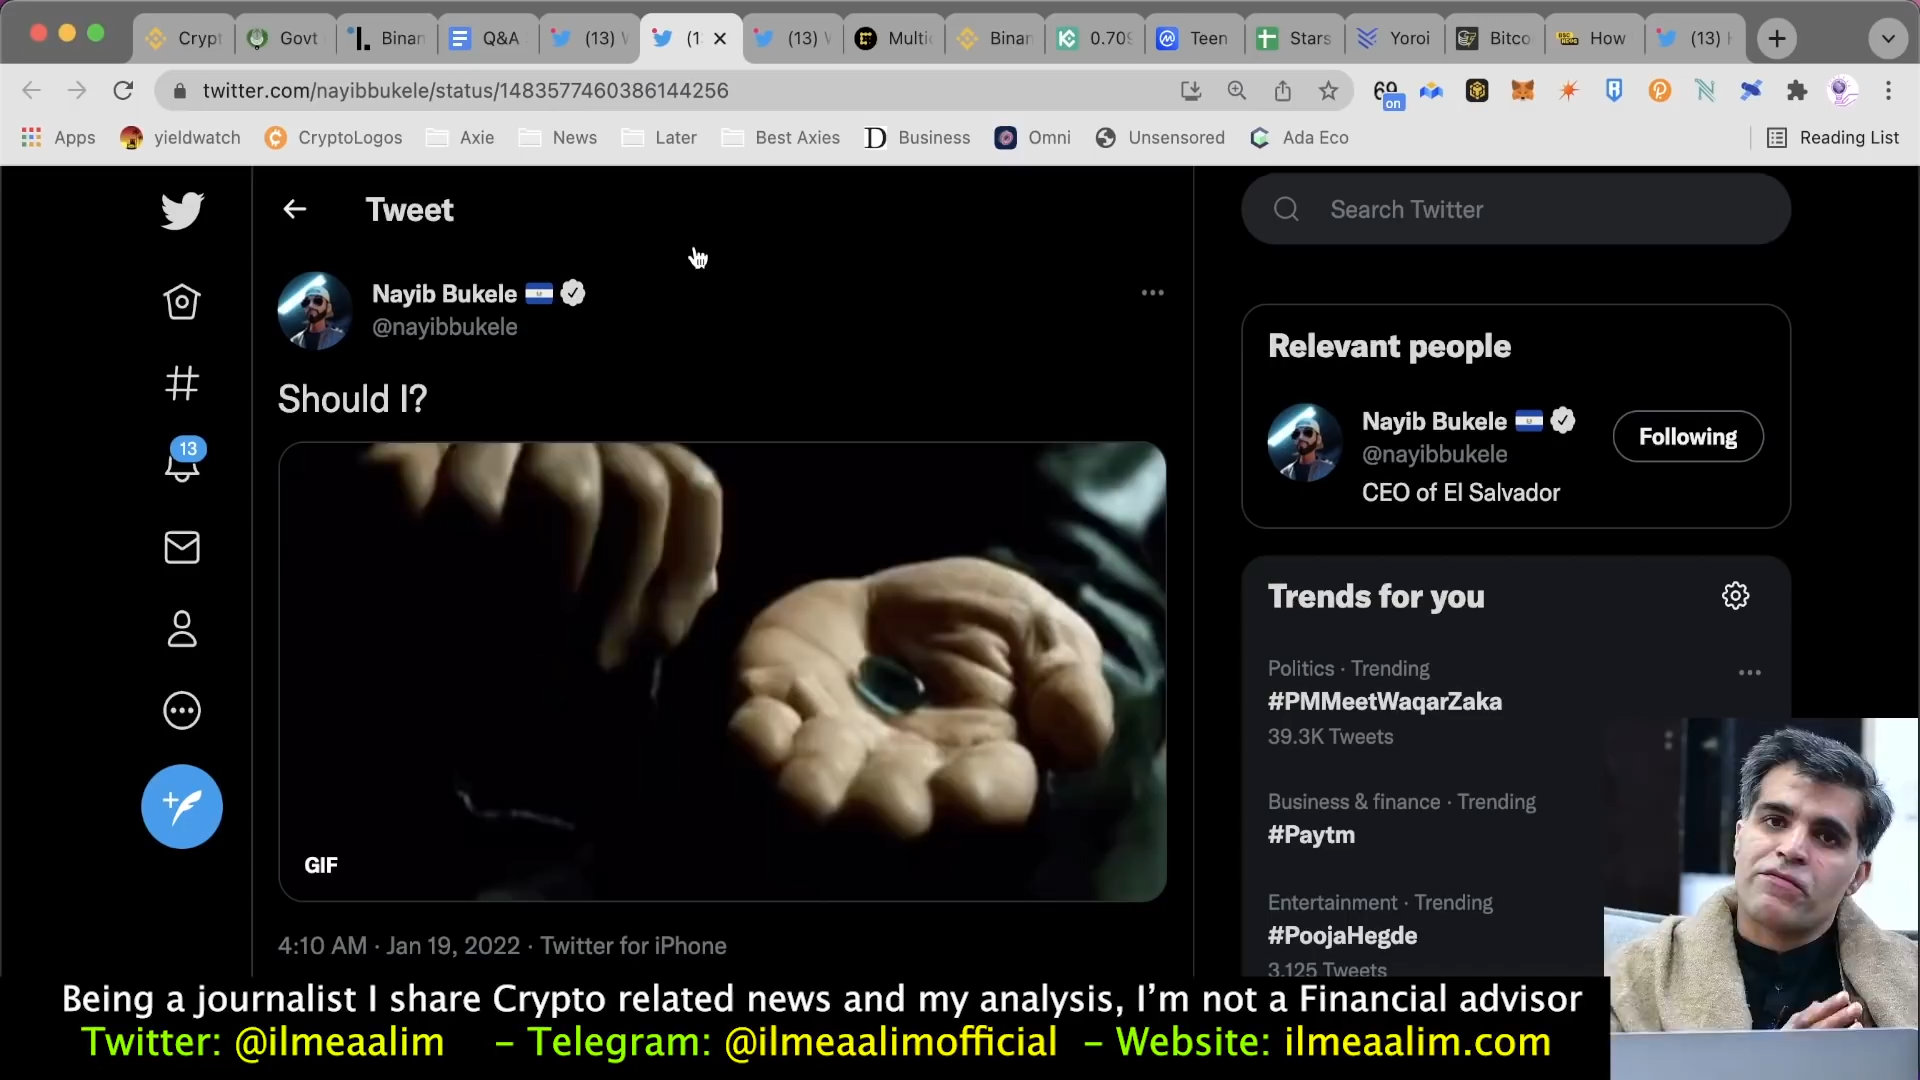 Crypt
Govt
Binan
Q&A
(13)
(1
(13)
Multi
Binan
0.709
Teen
Stars
Yoroi
Bitco
How
(13)
twitter.com/nayibbukele/status/1483577460386144256
69
on
Apps
yieldwatch
CryptoLogos
Axie
News
Later
Best Axies
Business
Omni
Unsensored
Ada Eco
Reading List
Tweet
Search Twitter
Nayib Bukele
@nayibbukele
Should I?
GIF
4:10 AM · Jan 19, 2022 · Twitter for iPhone
13
Relevant people
Nayib Bukele
@nayibbukele
CEO of El Salvador
Following
Trends for you
Politics · Trending
#PMMeetWaqarZaka
39.3K Tweets
Business & finance · Trending
#Paytm
Entertainment · Trending
#PoojaHegde
3,125 Tweets
Being a journalist I share Crypto related news and my analysis, I’m not a Financial advisor
Twitter: @ilmeaalim – Telegram: @ilmeaalimofficial – Website: ilmeaalim.com